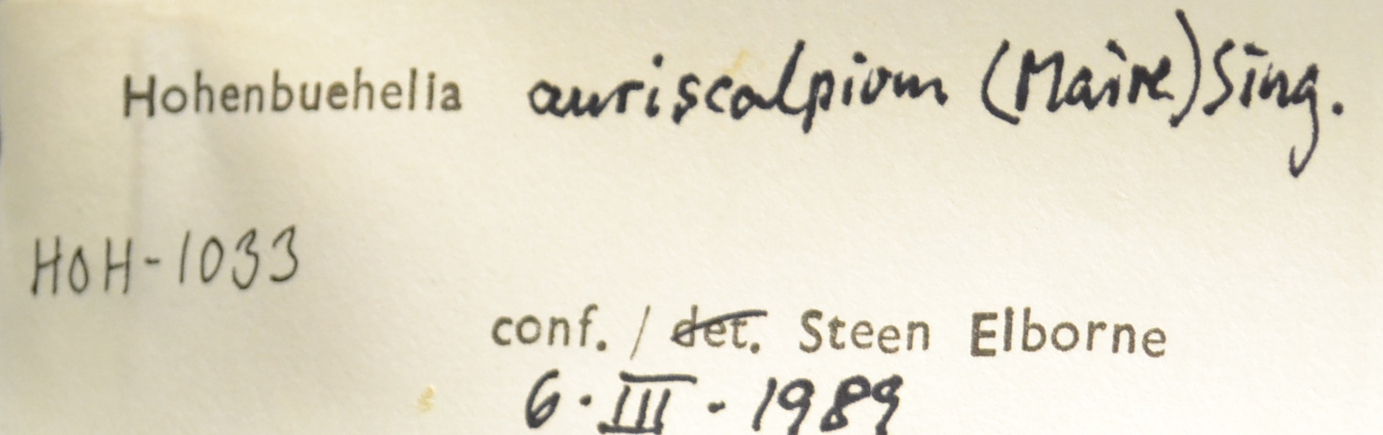 Hohenbuehelia auriscalpium (Maire) Sing.
HOH-1033
conf. / det. Steen Elborne
6·III-1989